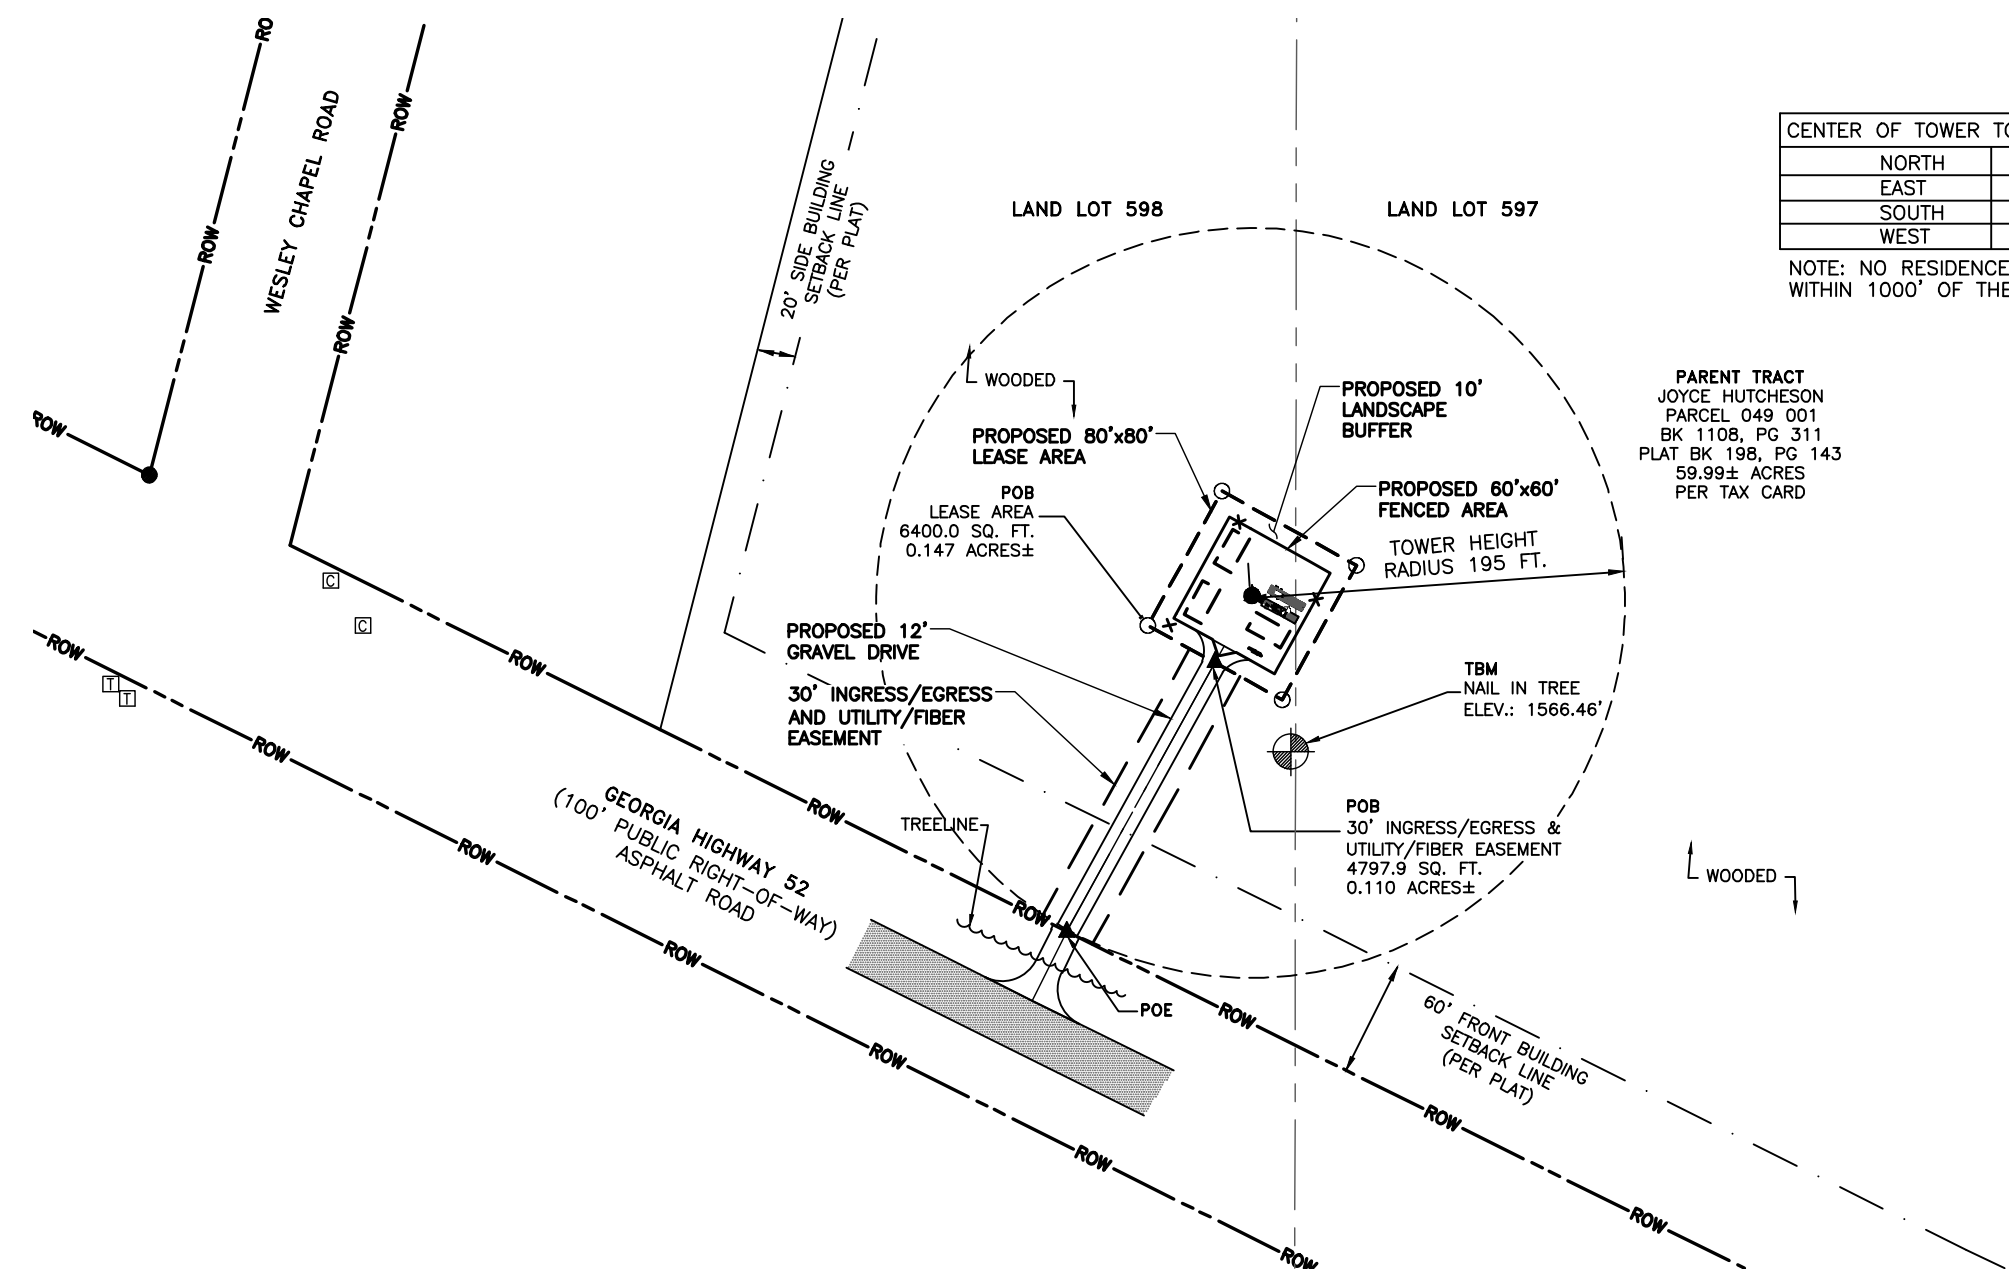 RO
ROW
ROW
ROW
ROW
WESLEY CHAPEL ROAD
20' SIDE BUILDING
SETBACK LINE
(PER PLAT)
LAND LOT 598
LAND LOT 597
CENTER OF TOWER TO
NORTH
EAST
SOUTH
WEST
NOTE: NO RESIDENCE
WITHIN 1000' OF THE
PARENT TRACT
JOYCE HUTCHESON
PARCEL 049 001
BK 1108, PG 311
PLAT BK 198, PG 143
59.99± ACRES
PER TAX CARD
WOODED
PROPOSED 10'
LANDSCAPE
BUFFER
PROPOSED 80'x80'
LEASE AREA
POB
LEASE AREA
6400.0 SQ. FT.
0.147 ACRES±
PROPOSED 60'x60'
FENCED AREA
TOWER HEIGHT
RADIUS 195 FT.
ROW
C
C
ROW
T
T
ROW
PROPOSED 12'
GRAVEL DRIVE
30' INGRESS/EGRESS
AND UTILITY/FIBER
EASEMENT
TBM
NAIL IN TREE
ELEV.: 1566.46'
ROW
ROW
ROW
GEORGIA HIGHWAY 52
(100' PUBLIC RIGHT-OF-WAY)
ASPHALT ROAD
TREELINE
POB
30' INGRESS/EGRESS &
UTILITY/FIBER EASEMENT
4797.9 SQ. FT.
0.110 ACRES±
WOODED
ROW
ROW
POE
ROW
60' FRONT BUILDING
SETBACK LINE
(PER PLAT)
ROW
ROW
ROW
ROW
ROW